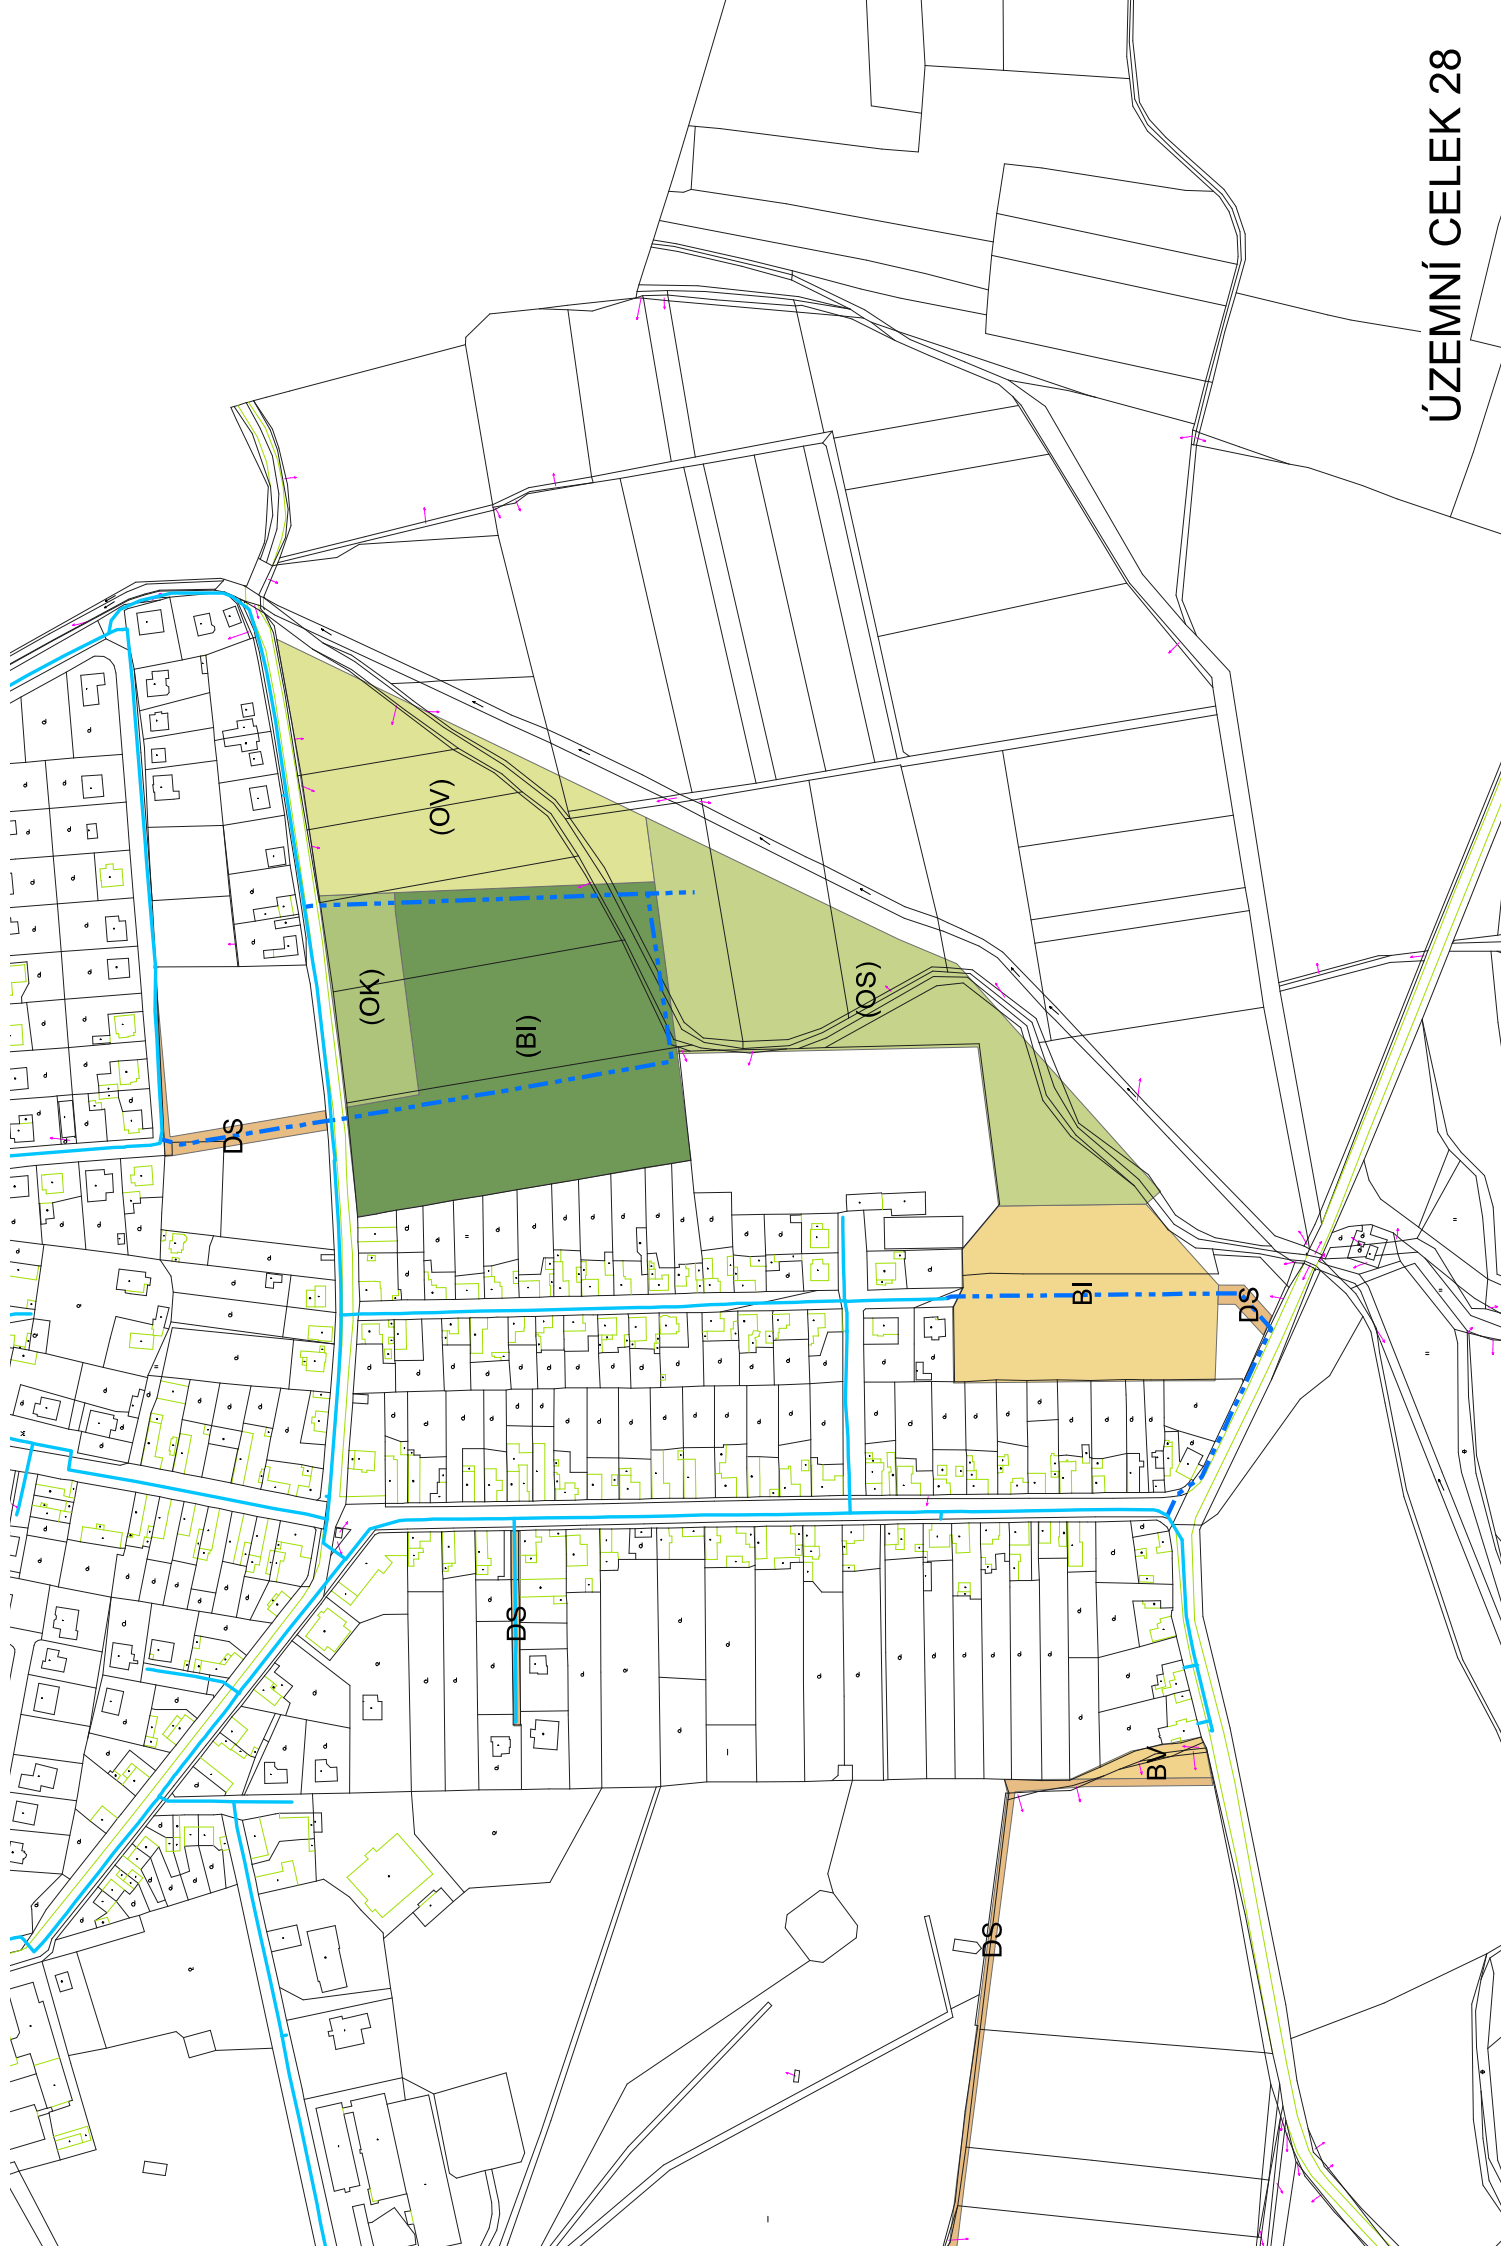 ÚZEMNÍ CELEK 28
(OV)
(OK)
(BI)
(OS)
DS
BI
DS
DS
BV
DS